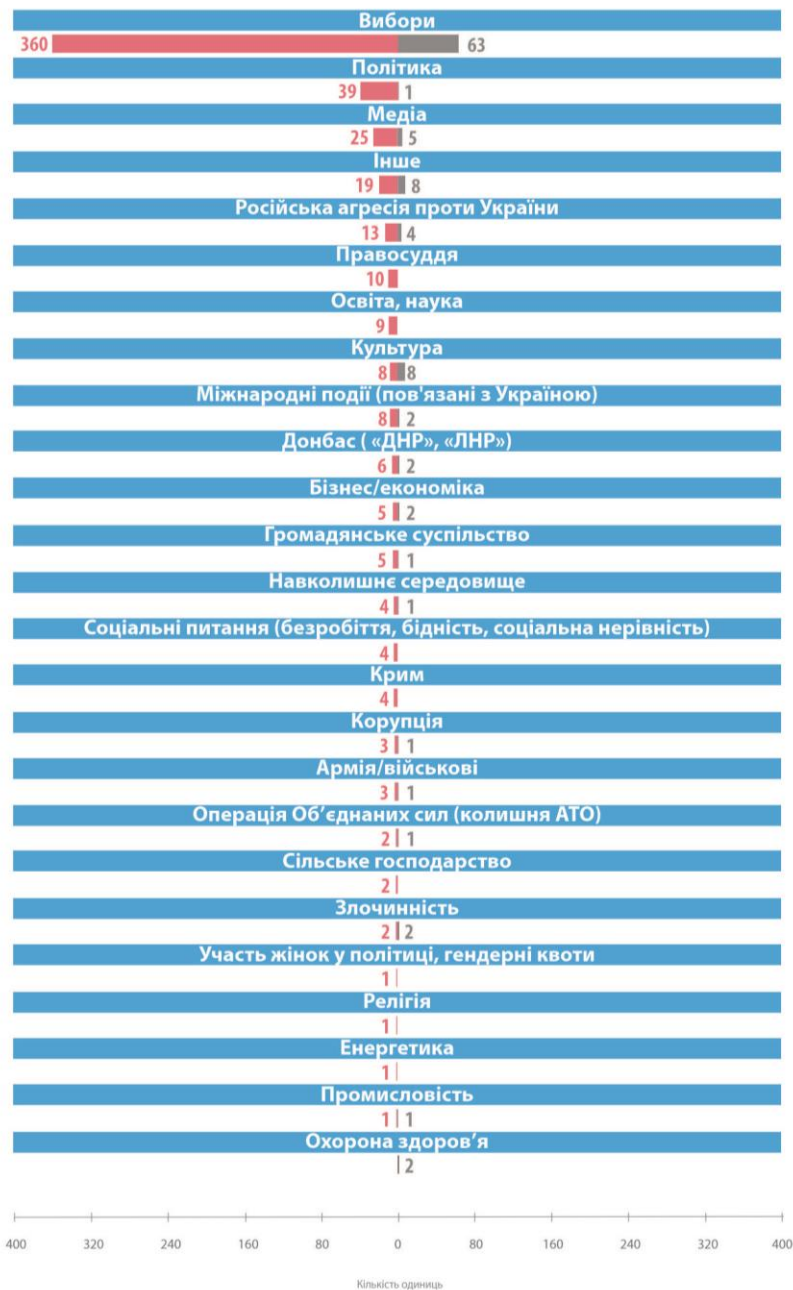 Вибори
360 63
Політика
39 1
Медіа
25 5
Інше
19 8
Російська агресія проти України
13 4
Правосуддя
10
Освіта, наука
9
Культура
8 8
Міжнародні події (пов'язані з Україною)
8 2
Донбас ( «ДНР», «ЛНР»)
6 2
Бізнес/економіка
5 2
Громадянське суспільство
5 1
Навколишнє середовище
4 1
Соціальні питання (безробіття, бідність, соціальна нерівність)
4
Крим
4
Корупція
3 1
Армія/військові
3 1
Операція Об’єднаних сил (колишня АТО)
2 1
Сільське господарство
2
Злочинність
2 2
Участь жінок у політиці, гендерні квоти
1
Релігія
1
Енергетика
1
Промисловість
1 1
Охорона здоров’я
2
400 320 240 160 80 0 80 160 240 320 400
Кількість одиниць